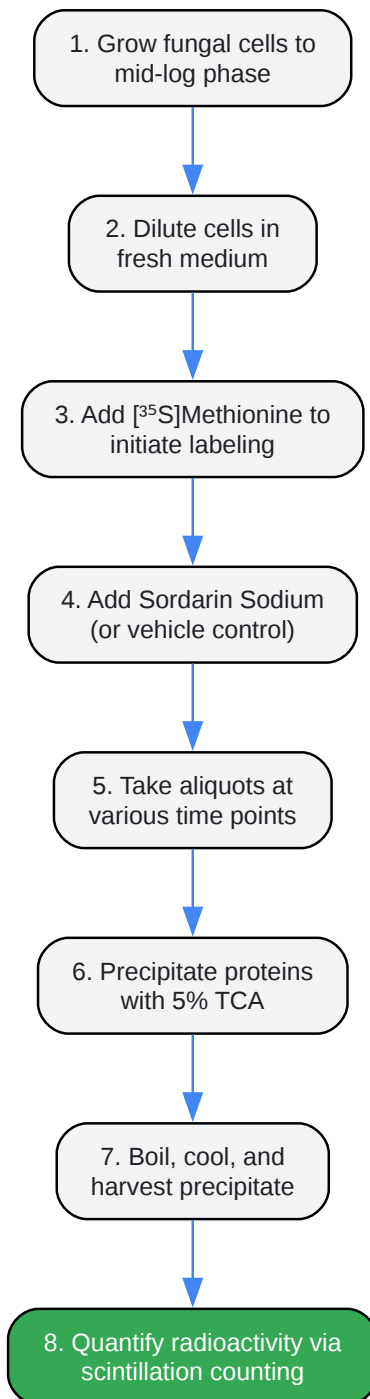 1. Grow fungal cells to
mid-log phase
2. Dilute cells in
fresh medium
3. Add [³⁵S]Methionine to
initiate labeling
4. Add Sordarin Sodium
(or vehicle control)
5. Take aliquots at
various time points
6. Precipitate proteins
with 5% TCA
7. Boil, cool, and
harvest precipitate
8. Quantify radioactivity via
scintillation counting